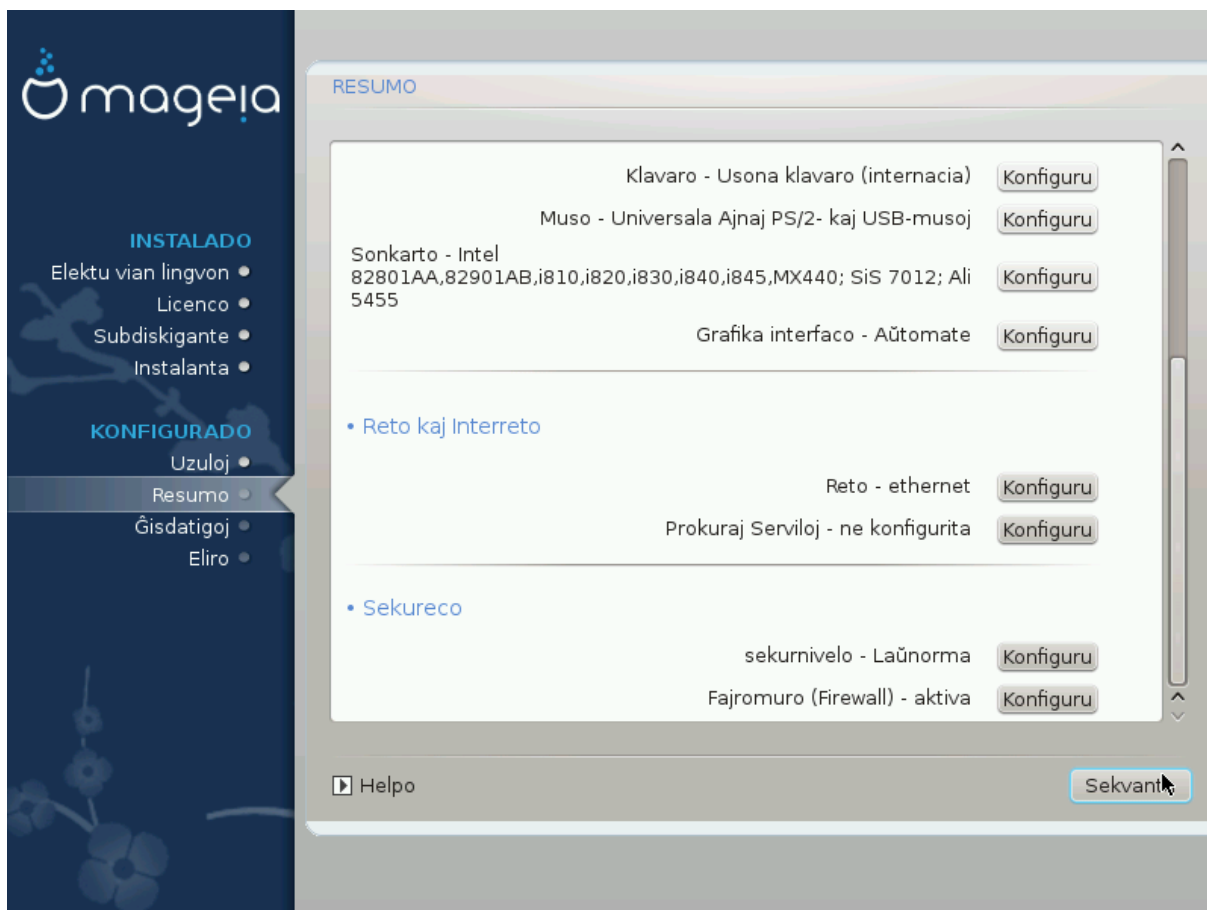 mageia
INSTALADO
Elektu vian lingvon
Licenco
Subdiskigante
Instalanta
KONFIGURADO
Uzuloj
Resumo
Ĝisdatigoj
Eliro
RESUMO
Klavaro - Usona klavaro (internacia) Konfiguru
Muso - Universala Ajnaj PS/2- kaj USB-musoj Konfiguru
Sonkarto - Intel
82801AA,82901AB,i810,i820,i830,i840,i845,MX440; SiS 7012; Ali Konfiguru
5455
Grafika interfaco - Aŭtomate Konfiguru
• Reto kaj Interreto
Reto - ethernet Konfiguru
Prokuraj Serviloj - ne konfigurita Konfiguru
• Sekureco
sekurnivelo - Laŭnorma Konfiguru
Fajromuro (Firewall) - aktiva Konfiguru
Helpo